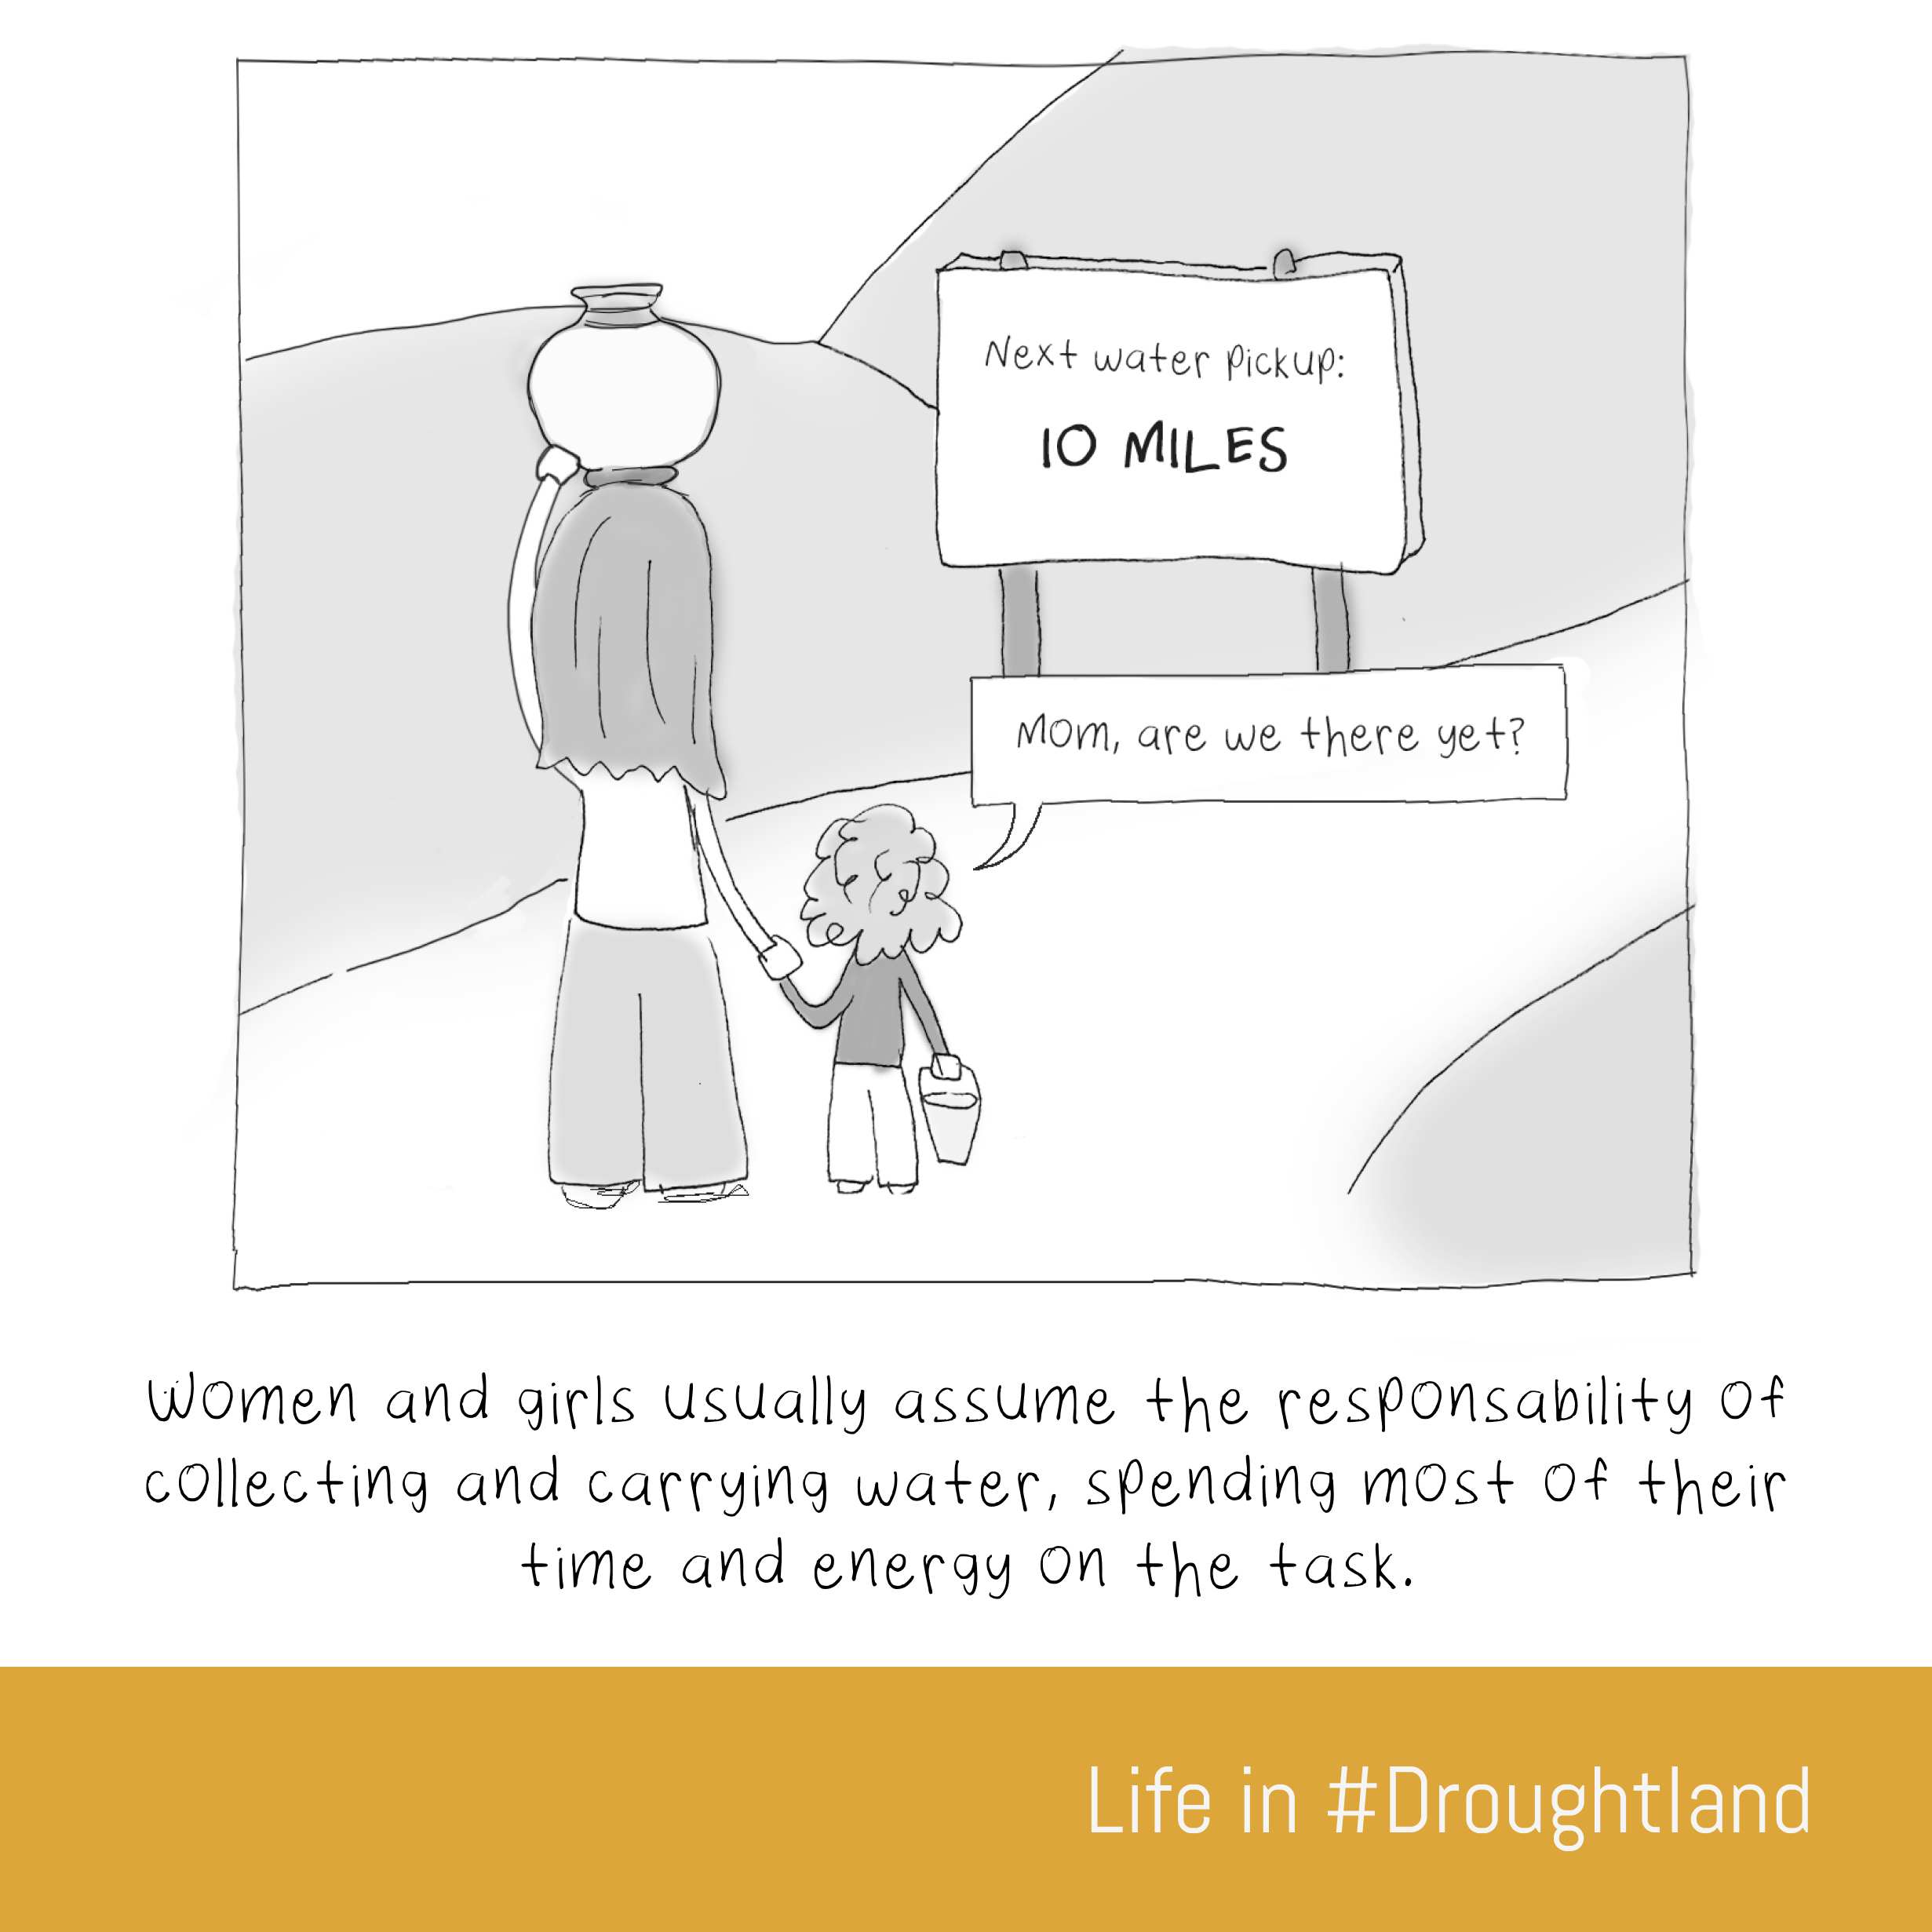 Next water pickup:
10 MILES
Mom, are we there yet?
Women and girls usually assume the responsability of
collecting and carrying water, spending most of their
time and energy on the task.
Life in #Droughtland